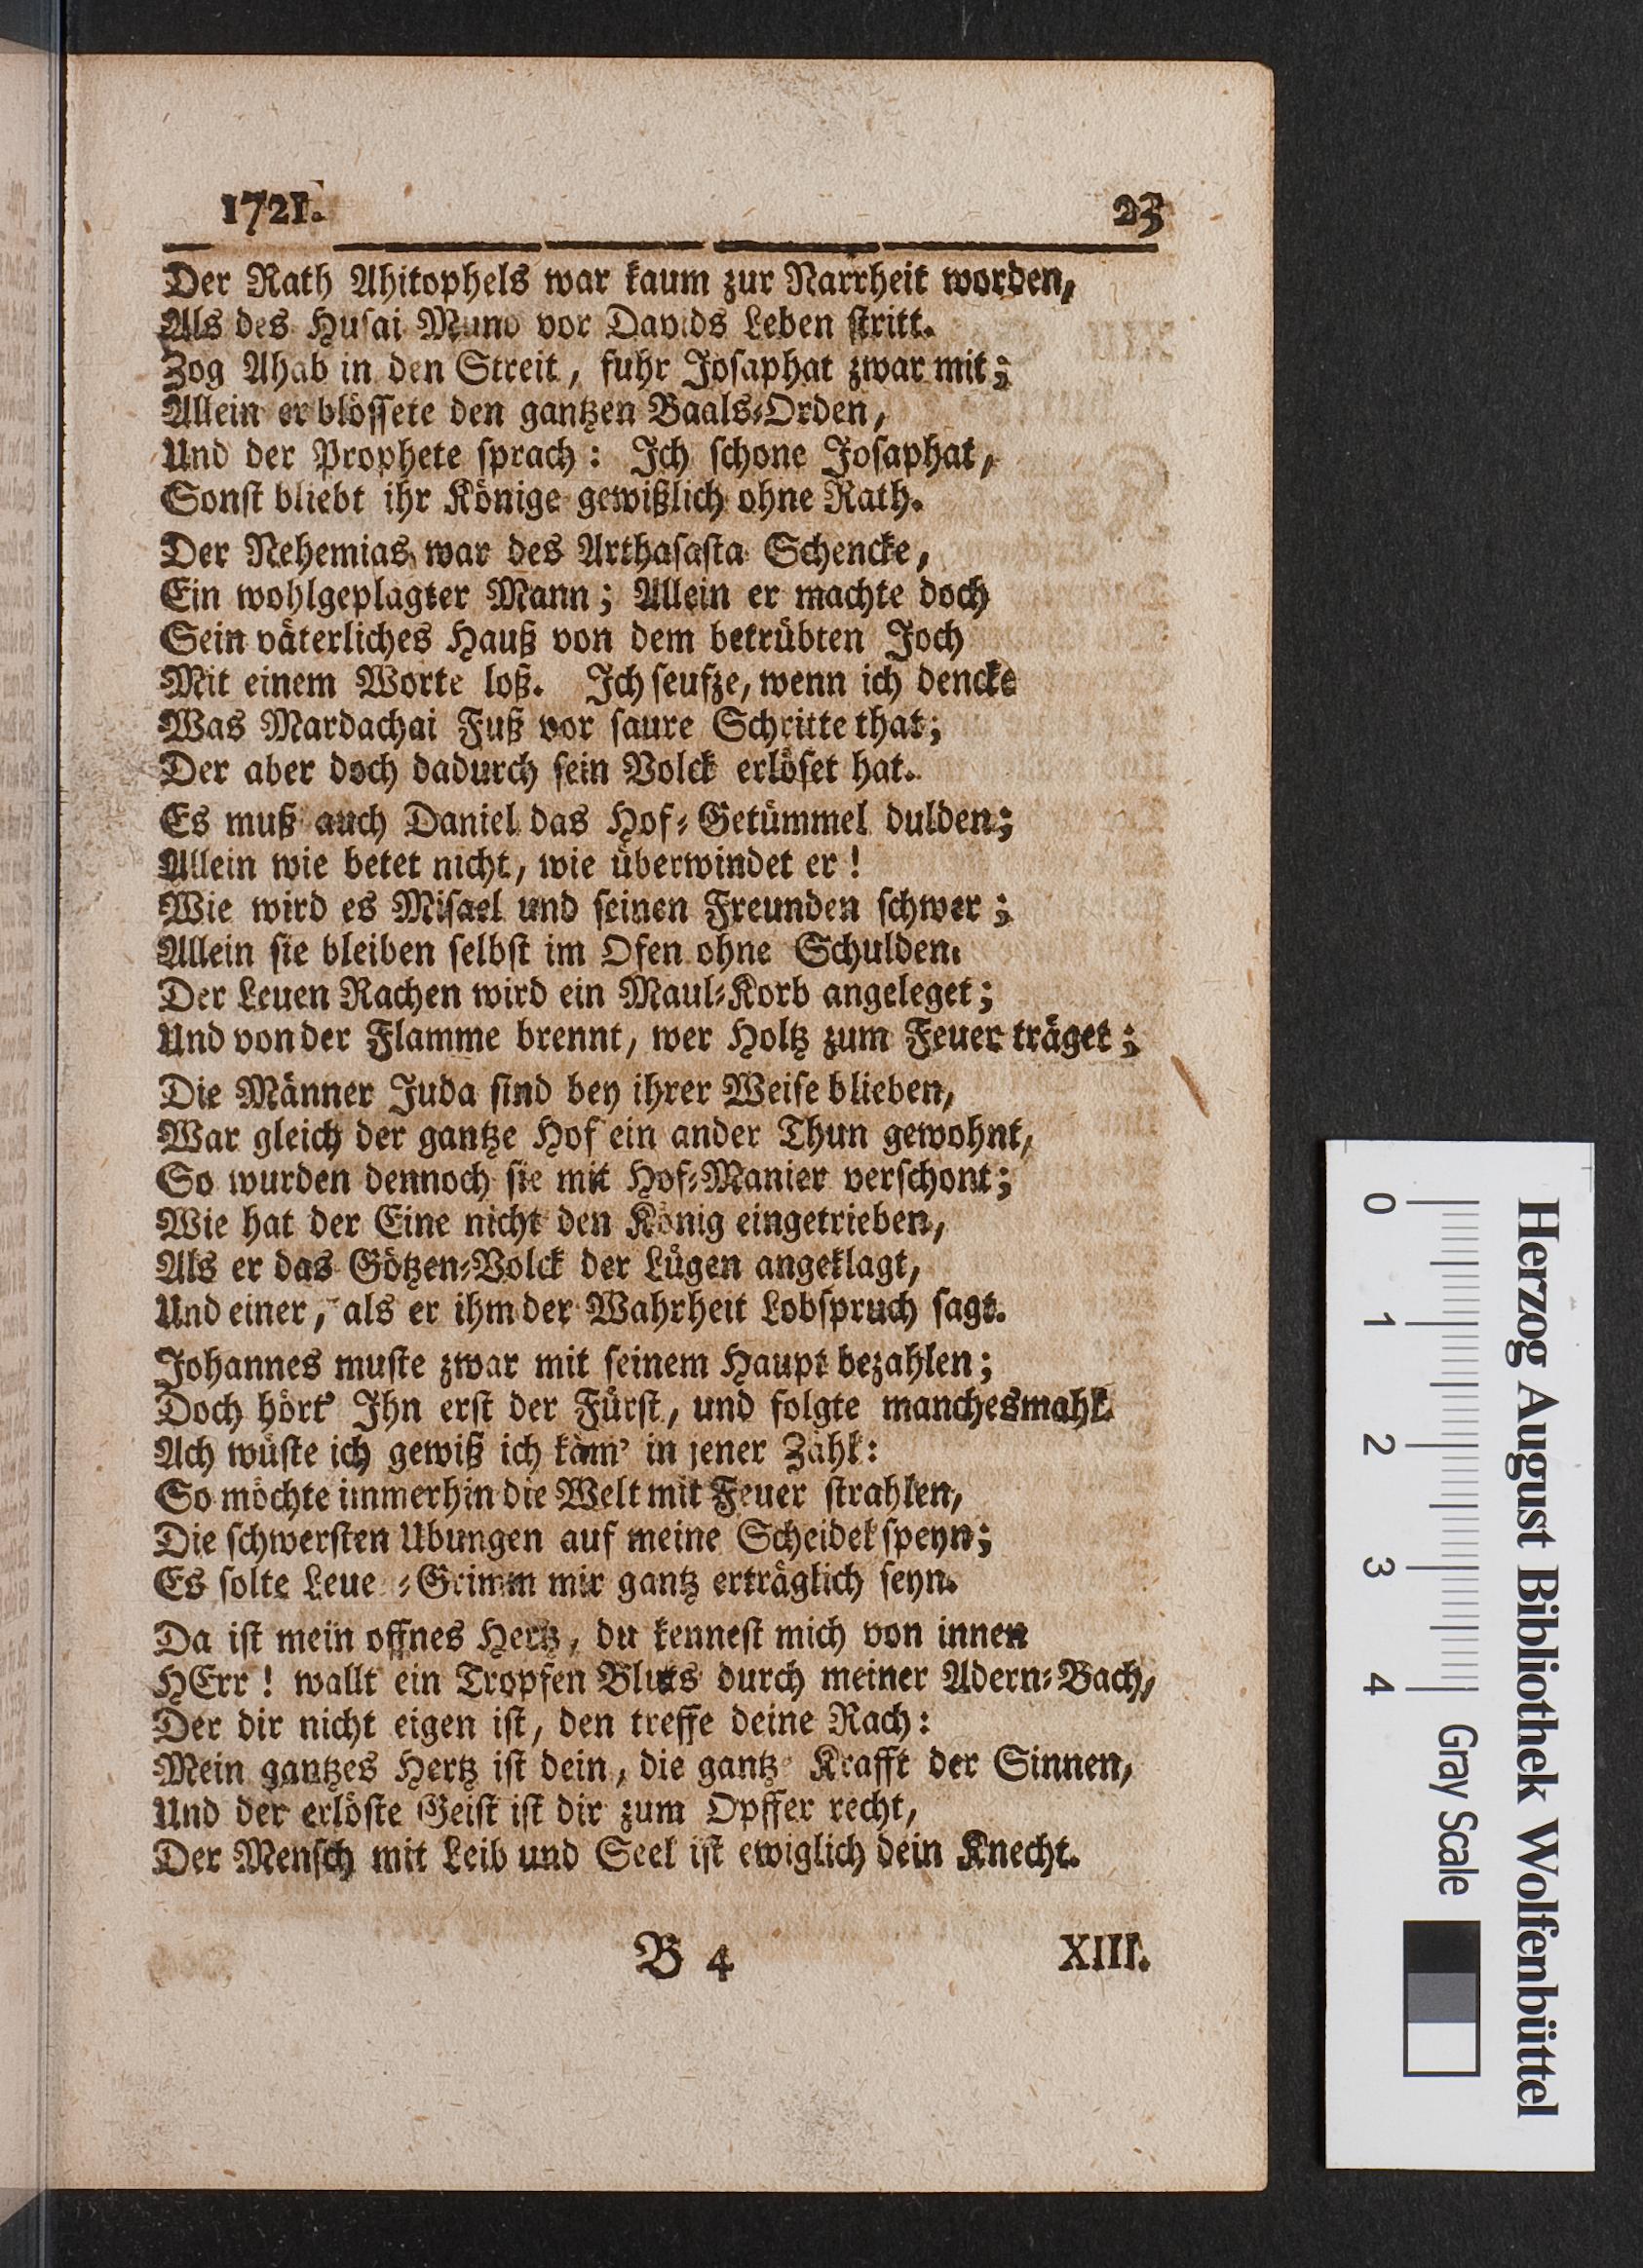 1721. 23
Der Rath Ahitophels war kaum zur Narrheit worden,
Als des Husai Mund vor Davids Leben stritt.
Zog Ahab in den Streit, fuhr Josaphat zwar mit;
Allein er blössete den gantzen Baals-Orden,
Und der Prophete sprach: Ich schone Josaphat,
Sonst bliebt ihr Könige gewißlich ohne Rath.
Der Nehemias war des Arthasasta Schencke,
Ein wohlgeplagter Mann; Allein er machte doch
Sein väterliches Hauß von dem betrübten Joch
Mit einem Worte loß. Ich seufze, wenn ich dencke
Was Mardachai Fuß vor saure Schritte that;
Der aber doch dadurch sein Volck erlöset hat.
Es muß auch Daniel das Hof-Getümmel dulden;
Allein wie betet nicht, wie überwindet er!
Wie wird es Misael und seinen Freunden schwer;
Allein sie bleiben selbst im Ofen ohne Schulden.
Der Leuen Rachen wird ein Maul-Korb angeleget;
Und von der Flamme brennt, wer Holtz zum Feuer träget;
Die Männer Juda sind bey ihrer Weise blieben,
War gleich der gantze Hof ein ander Thun gewohnt,
So wurden dennoch sie mit Hof-Manier verschont;
Wie hat der Eine nicht den König eingetrieben,
Als er das Götzen-Volck der Lügen angeklagt,
Und einer, als er ihm der Wahrheit Lobspruch sagt.
Johannes muste zwar mit seinem Haupt bezahlen;
Doch hört' Ihn erst der Fürst, und folgte manchesmahl.
Ach wüste ich gewiß ich käm' in jener Zahl:
So möchte immerhin die Welt mit Feuer strahlen,
Die schwersten Ubungen auf meine Scheidel speyn;
Es solte Leue -Grimm mir gantz erträglich seyn.
Da ist mein offnes Hertz, du kennest mich von innen
HErr! wallt ein Tropfen Bluts durch meiner Adern-Bach,
Der dir nicht eigen ist, den treffe deine Rach:
Mein gantzes Hertz ist dein, die gantz Krafft der Sinnen,
Und der erlöste Geist ist dir zum Opffer recht,
Der Mensch mit Leib und Seel ist ewiglich dein Knecht.
B 4 XIII.
Herzog August Bibliothek Wolfenbüttel
0 1 2 3 4 Gray Scale